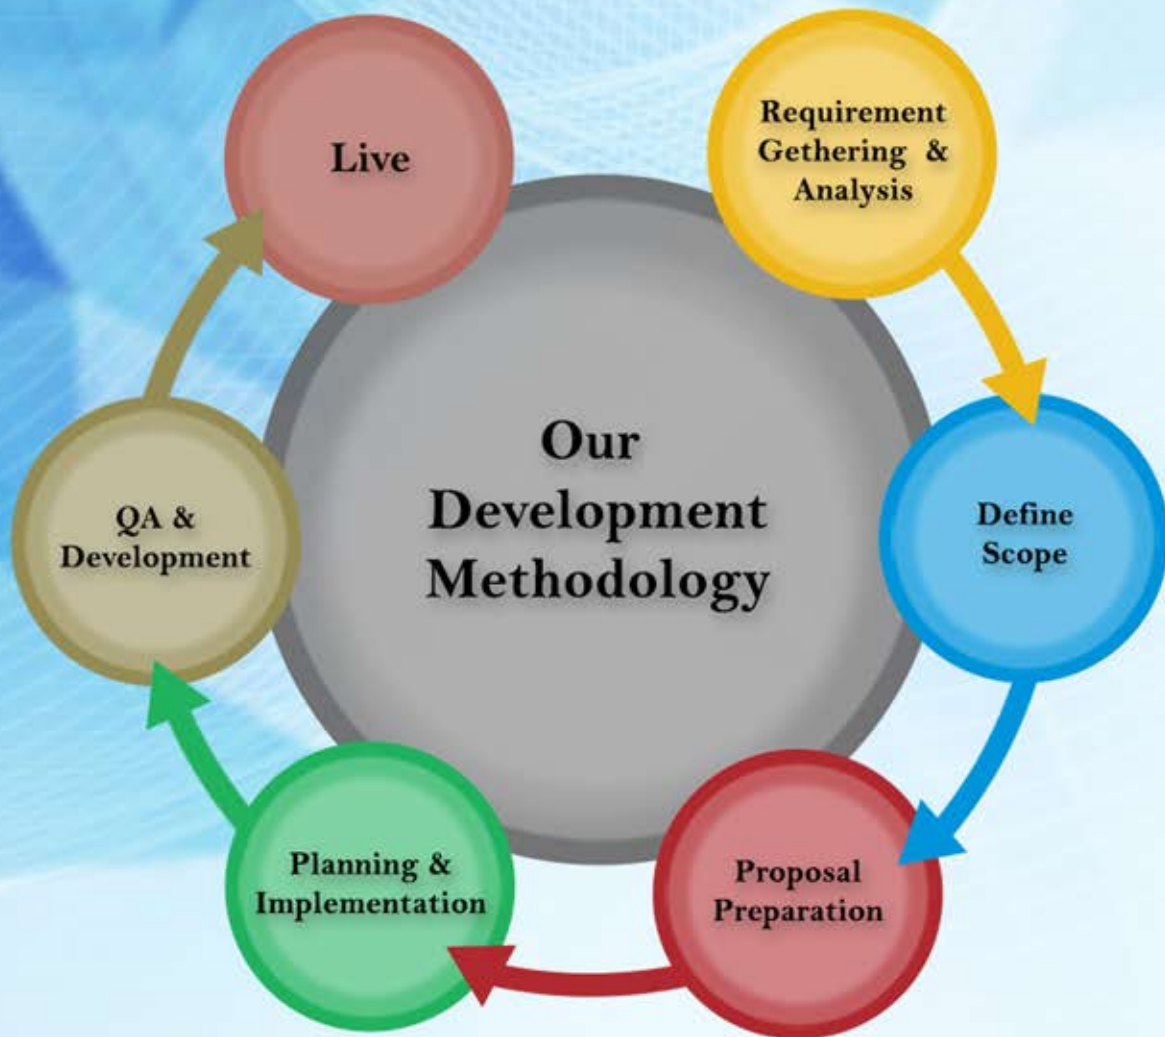 Our
Development
Methodology
Requirement
Gethering &
Analysis
Define
Scope
Proposal
Preparation
Planning &
Implementation
QA &
Development
Live